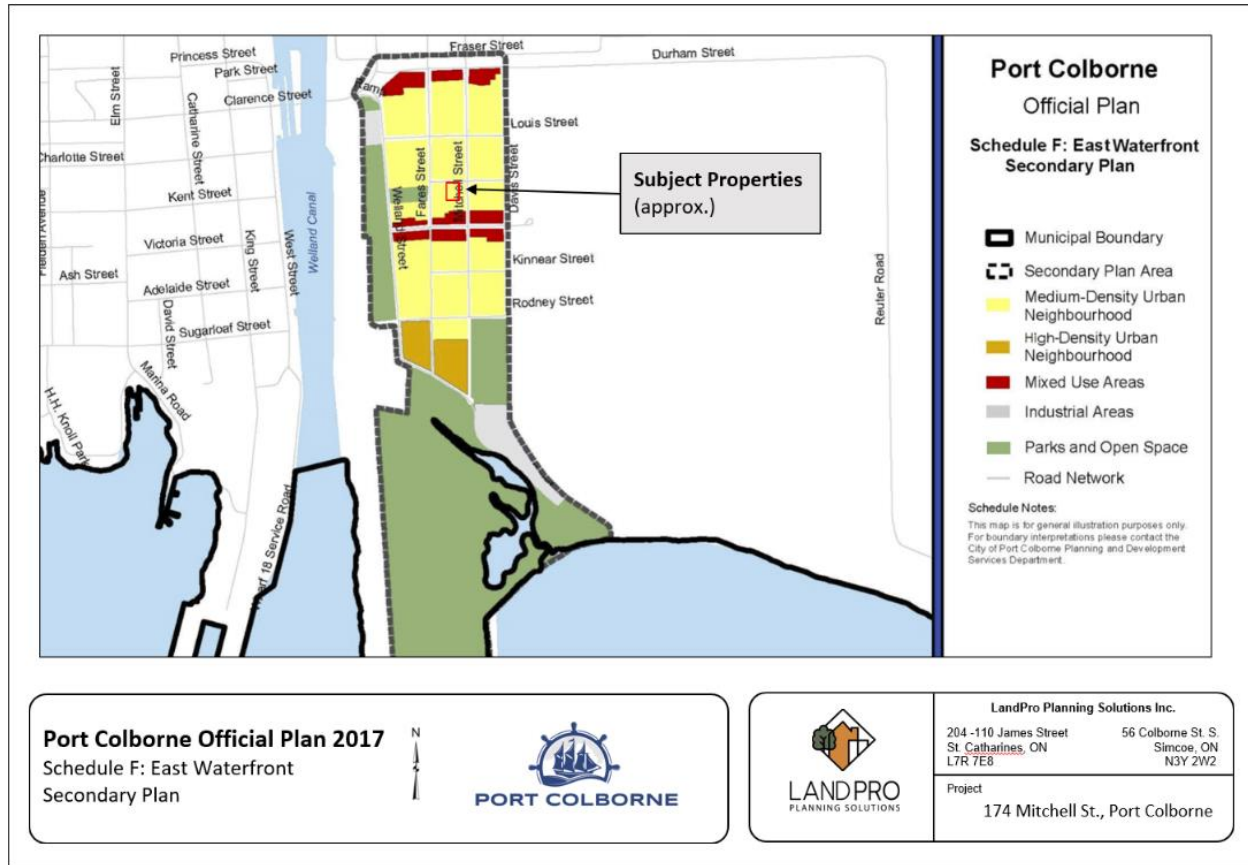 Princess Street
Park Street
Clarence Street
Elm Street
Catharine Street
Charlotte Street
Kent Street
Victoria Street
Ash Street
Adelaide Street
David Street
Sugarloaf Street
King Street
West Street
Marina Road
H.H. Knoll Park
Welland Canal
Service Road
Fraser Street
Durham Street
Louis Street
Fares Street
Mitchell Street
Davis Street
Welland Street
Kinnear Street
Rodney Street
Reuter Road
Subject Properties
(approx.)
Port Colborne
Official Plan
Schedule F: East Waterfront
Secondary Plan
Municipal Boundary
Secondary Plan Area
Medium-Density Urban
Neighbourhood
High-Density Urban
Neighbourhood
Mixed Use Areas
Industrial Areas
Parks and Open Space
Road Network
Schedule Notes:
This map is for general illustration purposes only.
For boundary interpretations please contact the
City of Port Colborne Planning and Development
Services Department.
Port Colborne Official Plan 2017
Schedule F: East Waterfront
Secondary Plan
N
PORT COLBORNE
LANDPRO
PLANNING SOLUTIONS
LandPro Planning Solutions Inc.
204 -110 James Street
St. Catharines, ON
L7R 7E8
56 Colborne St. S.
Simcoe, ON
N3Y 2W2
Project
174 Mitchell St., Port Colborne